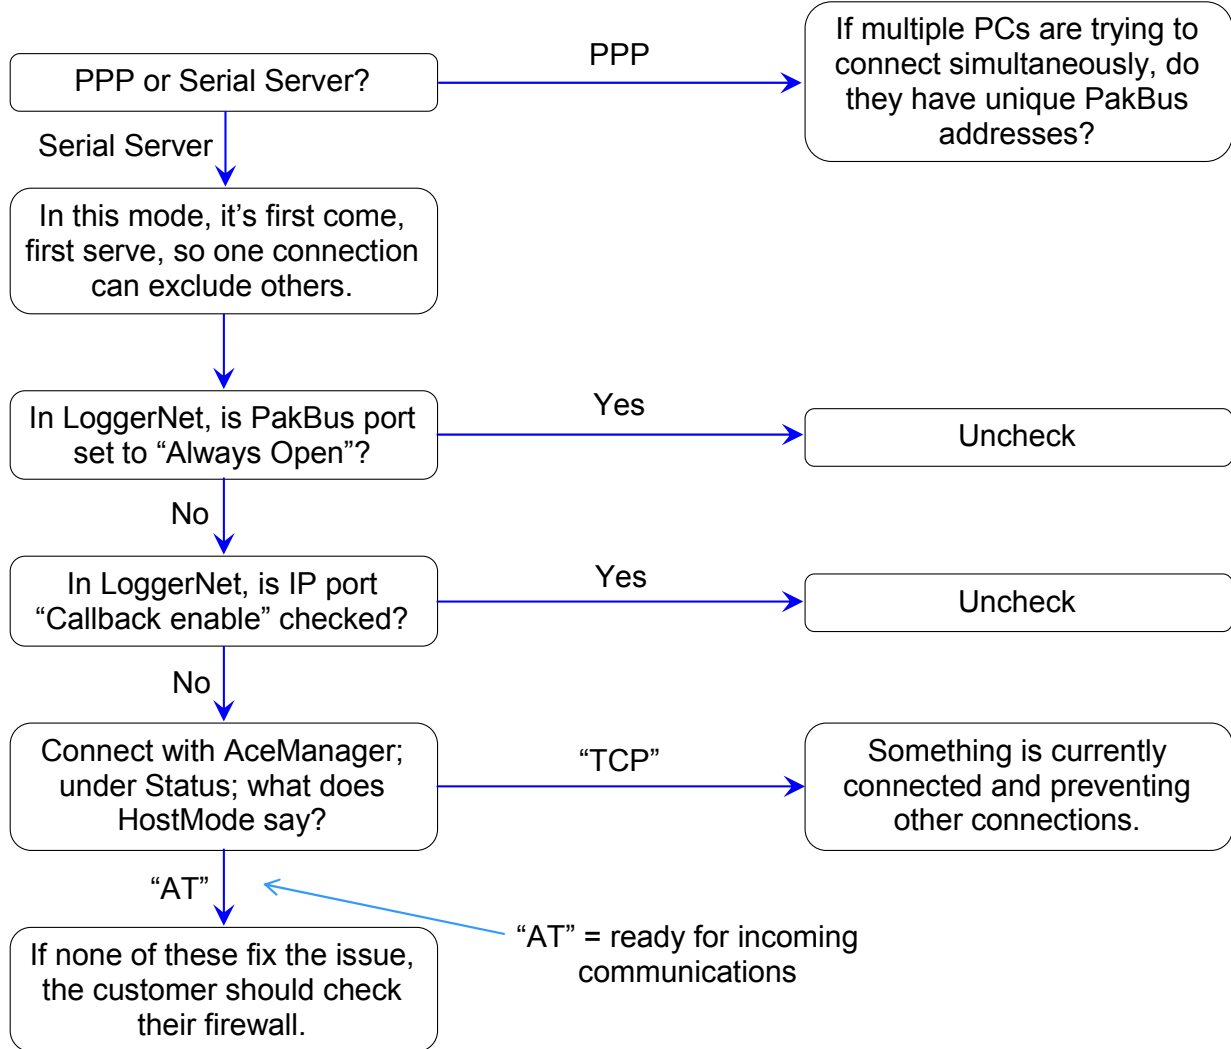 PPP or Serial Server?
PPP
If multiple PCs are trying to
connect simultaneously, do
they have unique PakBus
addresses?
Serial Server
In this mode, it’s first come,
first serve, so one connection
can exclude others.
In LoggerNet, is PakBus port
set to “Always Open”?
Yes
Uncheck
No
In LoggerNet, is IP port
“Callback enable” checked?
Yes
Uncheck
No
Connect with AceManager;
under Status; what does
HostMode say?
“TCP”
Something is currently
connected and preventing
other connections.
“AT”
“AT” = ready for incoming
communications
If none of these fix the issue,
the customer should check
their firewall.